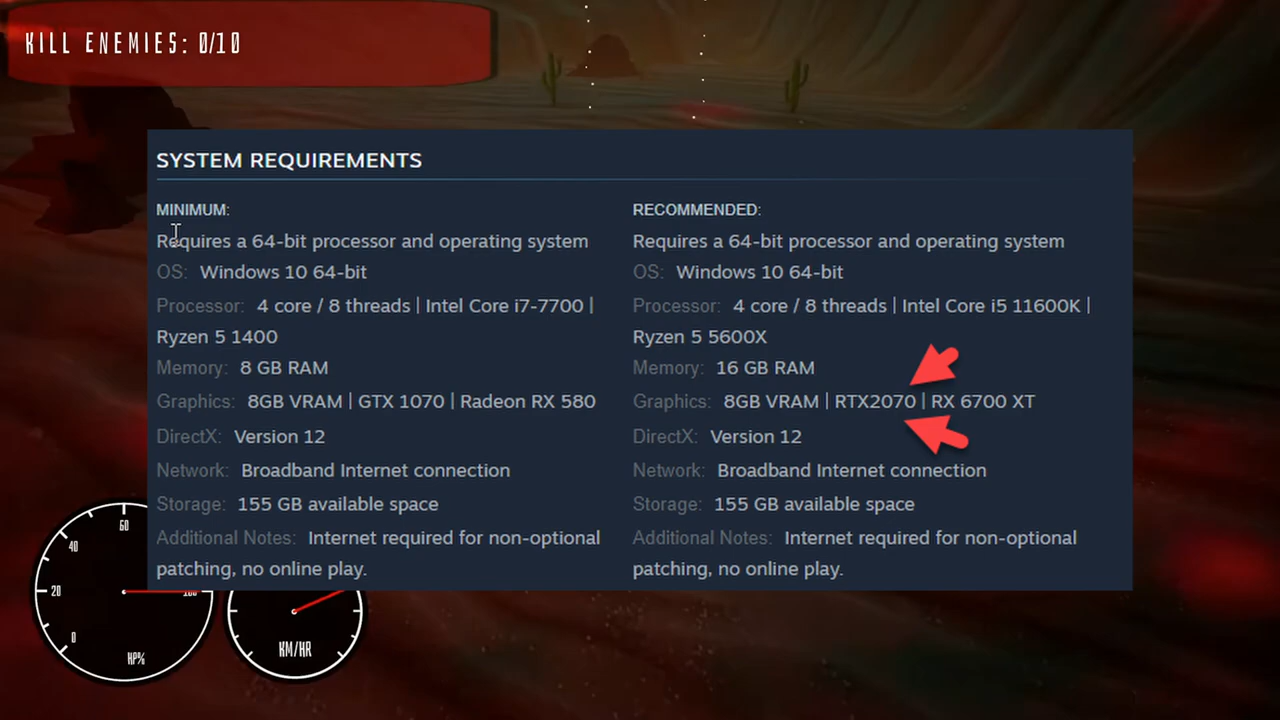 KILL ENEMIES: 0/10
SYSTEM REQUIREMENTS
MINIMUM:
Requires a 64-bit processor and operating system
OS: Windows 10 64-bit
Processor: 4 core / 8 threads | Intel Core i7-7700 |
Ryzen 5 1400
Memory: 8 GB RAM
Graphics: 8GB VRAM | GTX 1070 | Radeon RX 580
DirectX: Version 12
Network: Broadband Internet connection
Storage: 155 GB available space
Additional Notes: Internet required for non-optional
patching, no online play.
RECOMMENDED:
Requires a 64-bit processor and operating system
OS: Windows 10 64-bit
Processor: 4 core / 8 threads | Intel Core i5 11600K |
Ryzen 5 5600X
Memory: 16 GB RAM
Graphics: 8GB VRAM | RTX2070 | RX 6700 XT
DirectX: Version 12
Network: Broadband Internet connection
Storage: 155 GB available space
Additional Notes: Internet required for non-optional
patching, no online play.
60
40
20
0
HP%
KM/HR